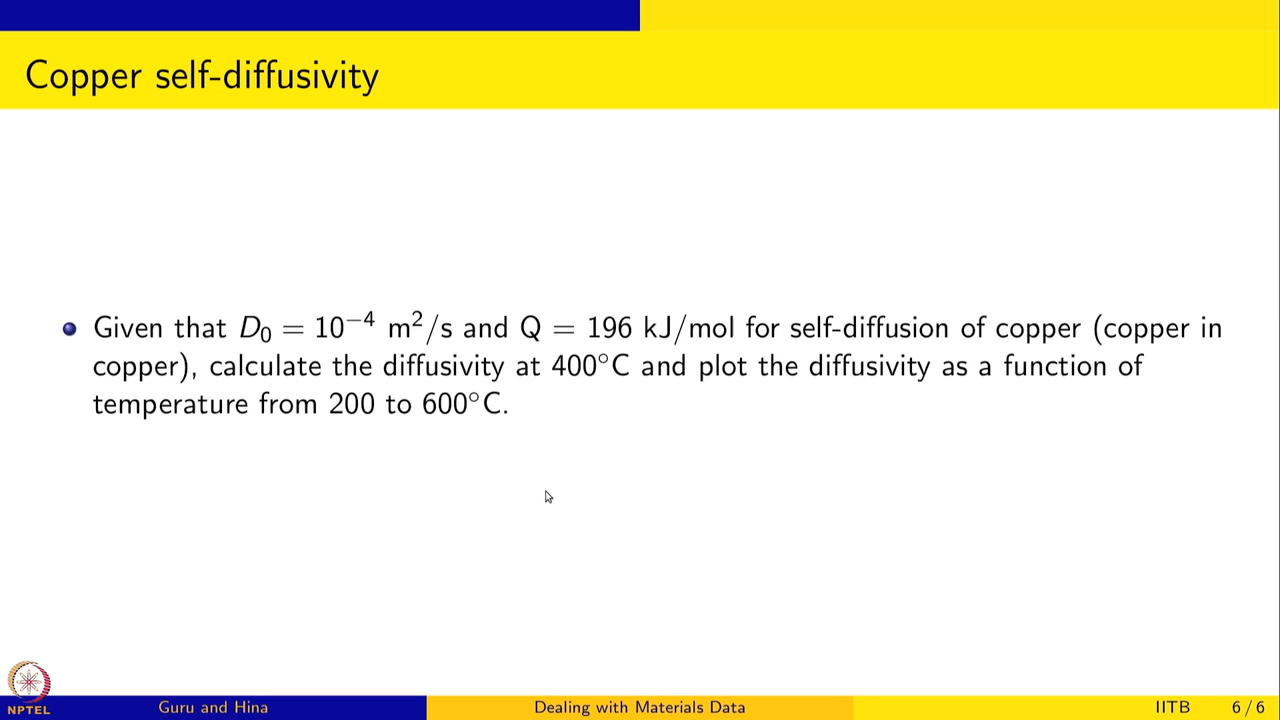 Copper self-diffusivity
Given that D₀ = 10⁻⁴ m²/s and Q = 196 kJ/mol for self-diffusion of copper (copper in
copper), calculate the diffusivity at 400°C and plot the diffusivity as a function of
temperature from 200 to 600°C.
NPTEL
Guru and Hina
Dealing with Materials Data
IITB
6 / 6